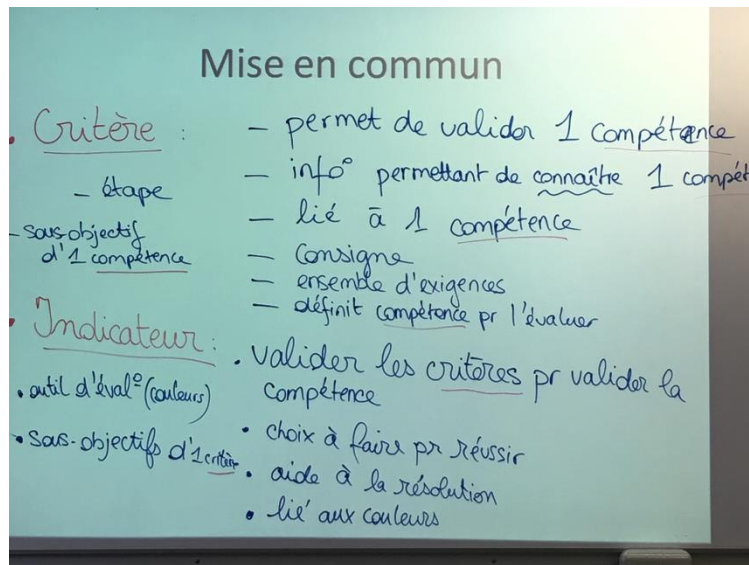 Mise en commun
• Critère :
- étape
- sous-objectif
d'1 compétence
- permet de valider 1 compétence
- info° permettant de connaître 1 compét
- lié à 1 compétence
- consigne
- ensemble d'exigences
- définit compétence pr l'évaluer
• Indicateur :
• outil d'éval° (couleurs)
• sous-objectifs d'1 critère
• valider les critères pr valider la
compétence
• choix à faire pr réussir
• aide à la résolution
• lié aux couleurs